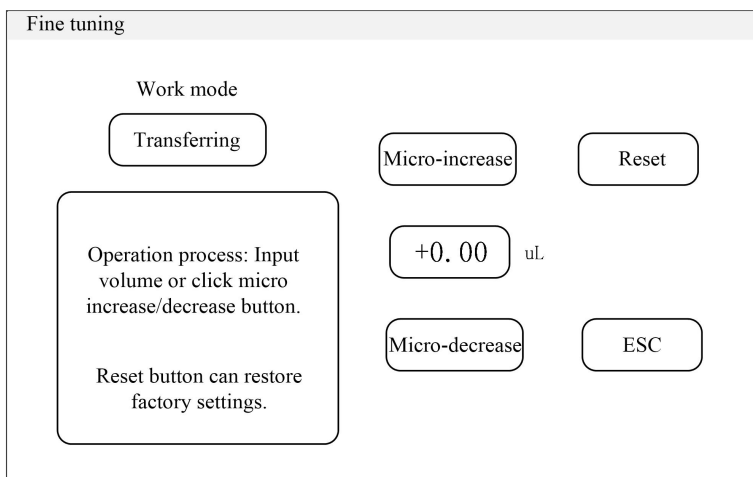 Fine tuning
Work mode
Transferring
Operation process: Input
volume or click micro
increase/decrease button.
Reset button can restore
factory settings.
Micro-increase
Reset
+0.00 uL
Micro-decrease
ESC